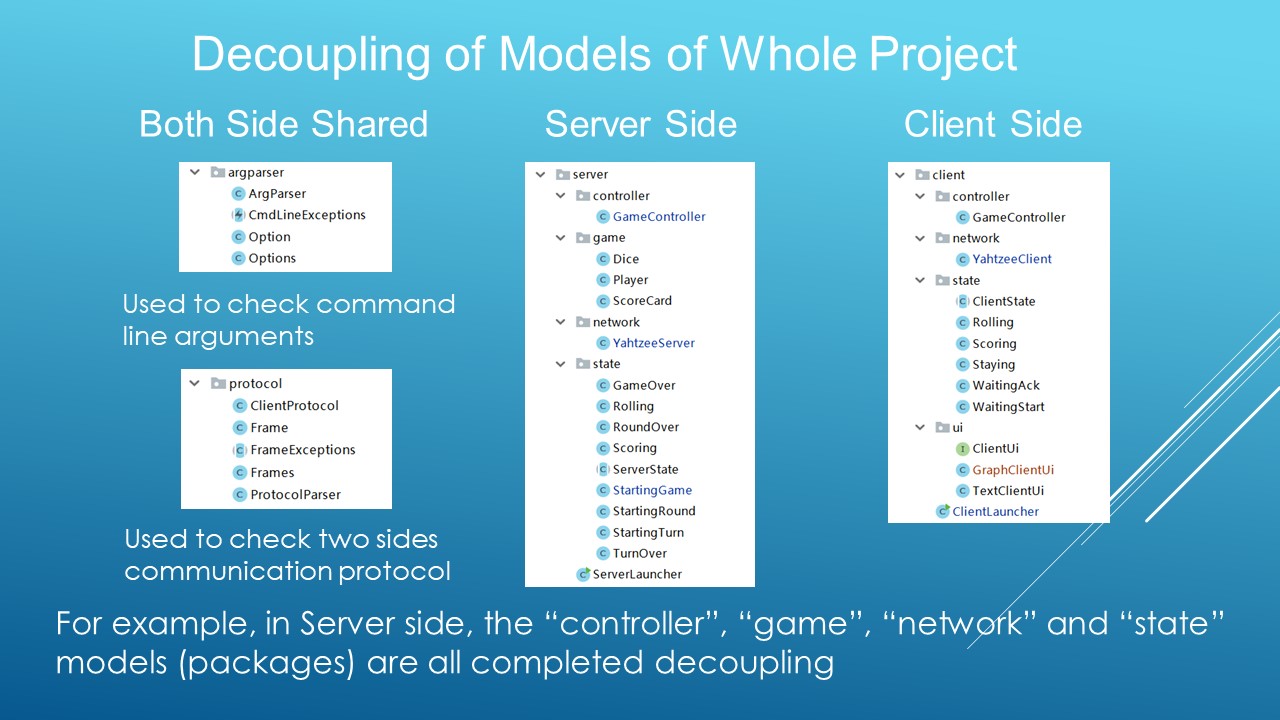 Decoupling of Models of Whole Project
Both Side Shared
argparser
ArgParser
CmdLineExceptions
Option
Options
Used to check command
line arguments
protocol
ClientProtocol
Frame
FrameExceptions
Frames
ProtocolParser
Used to check two sides
communication protocol
Server Side
server
controller
GameController
game
Dice
Player
ScoreCard
network
YahtzeeServer
state
GameOver
Rolling
RoundOver
Scoring
ServerState
StartingGame
StartingRound
StartingTurn
TurnOver
ServerLauncher
Client Side
client
controller
GameController
network
YahtzeeClient
state
ClientState
Rolling
Scoring
Staying
WaitingAck
WaitingStart
ui
ClientUi
GraphClientUi
TextClientUi
ClientLauncher
For example, in Server side, the “controller”, “game”, “network” and “state”
models (packages) are all completed decoupling